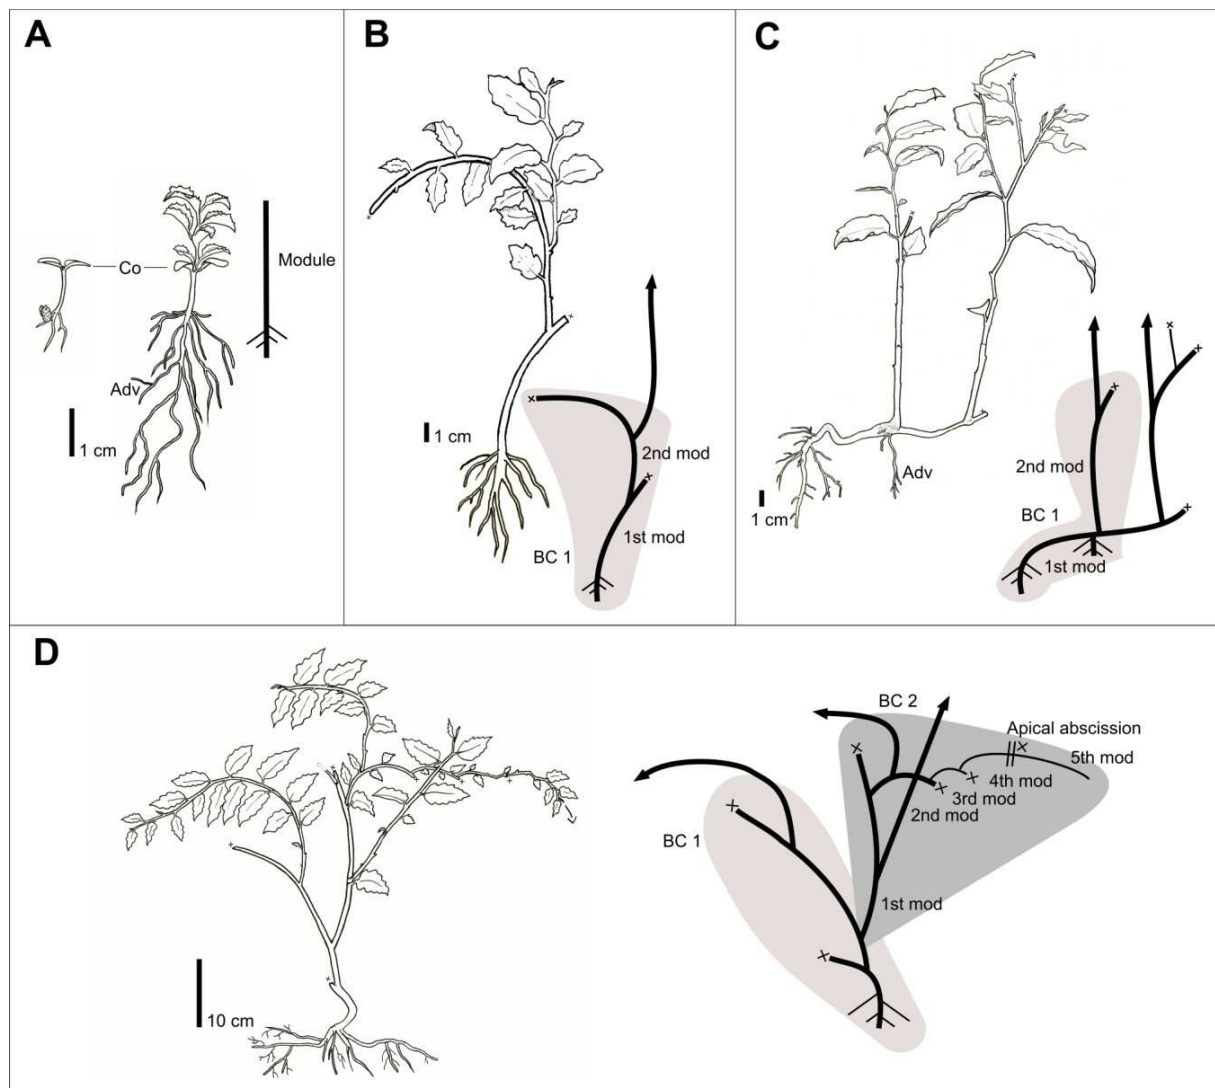 A
Co
Module
Adv
1 cm
B
1 cm
2nd mod
1st mod
BC 1
C
Adv
1 cm
2nd mod
BC 1
1st mod
D
10 cm
BC 2
Apical abscission
5th mod
4th mod
3rd mod
2nd mod
BC 1
1st mod